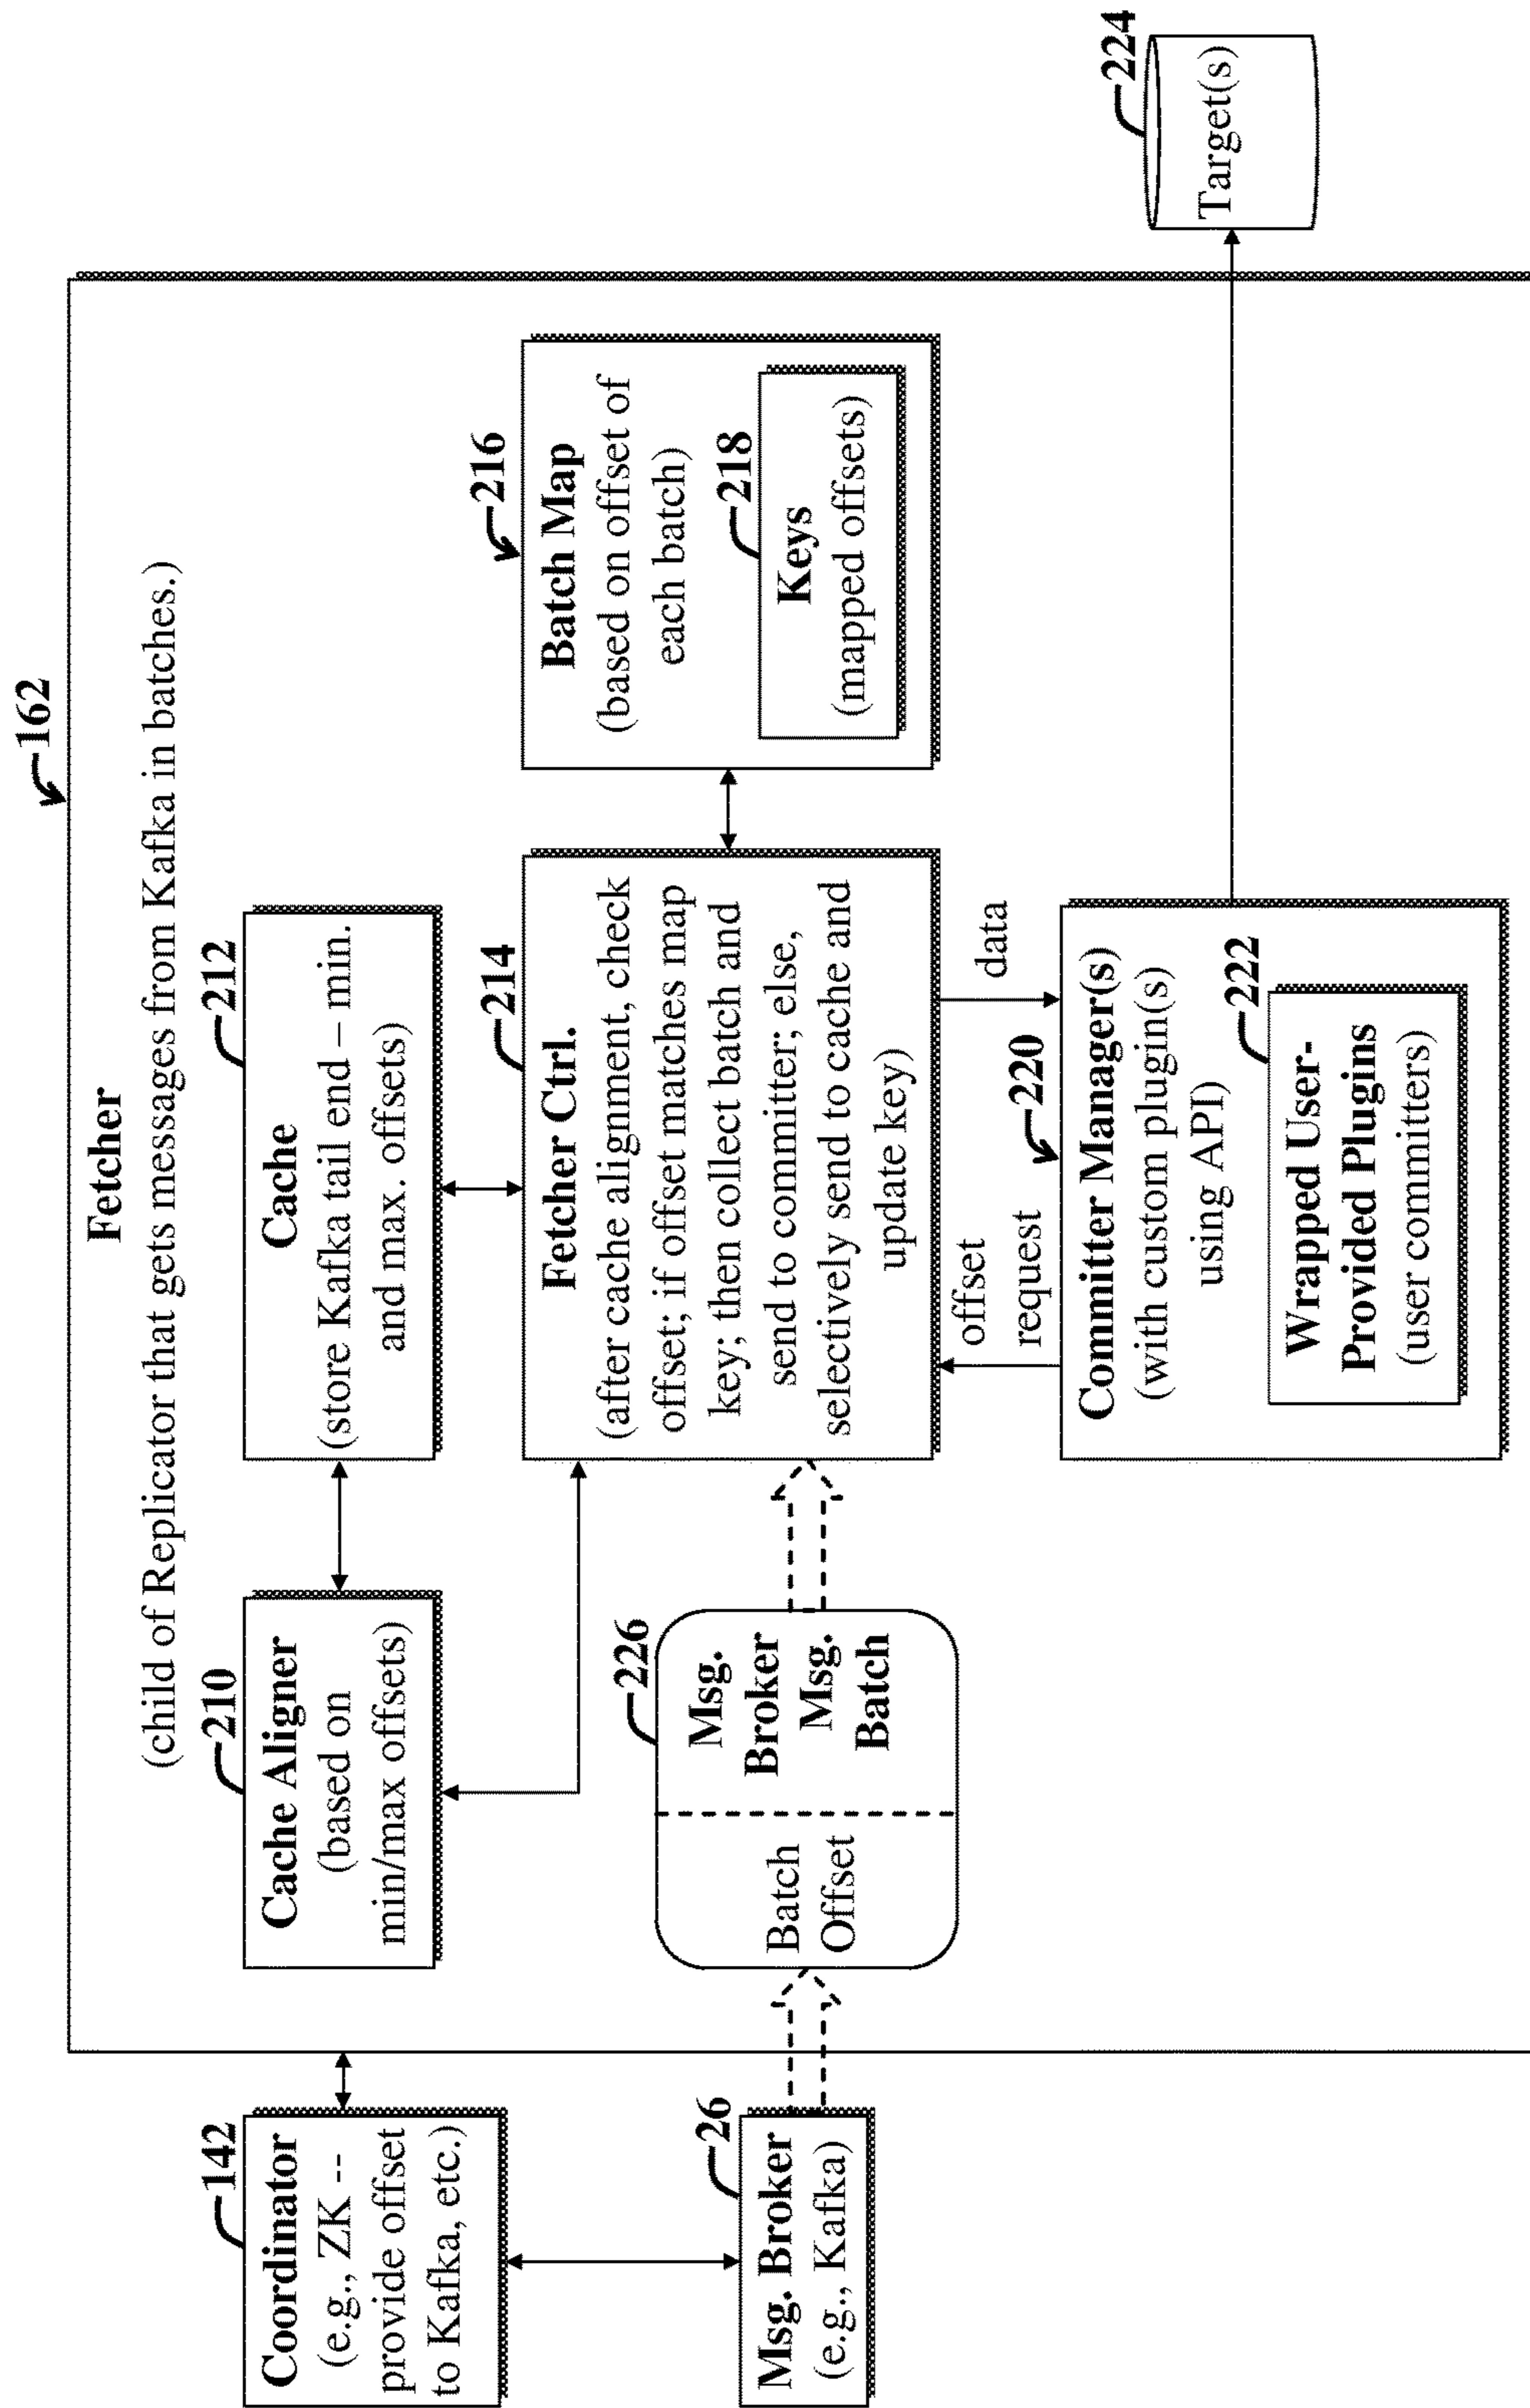 162
Fetcher
(child of Replicator that gets messages from Kafka in batches.)
142
Coordinator
(e.g., ZK --
provide offset
to Kafka, etc.)
210
Cache Aligner
(based on
min/max offsets)
212
Cache
(store Kafka tail end – min.
and max. offsets)
26
Msg. Broker
(e.g., Kafka)
226
Batch
Offset
Msg.
Broker
Msg.
Batch
214
Fetcher Ctrl.
(after cache alignment, check
offset; if offset matches map
key; then collect batch and
send to committer; else,
selectively send to cache and
update key)
216
Batch Map
(based on offset of
each batch)
218
Keys
(mapped offsets)
offset
request
data
220
Committer Manager(s)
(with custom plugin(s)
using API)
222
Wrapped User-
Provided Plugins
(user committers)
224
Target(s)